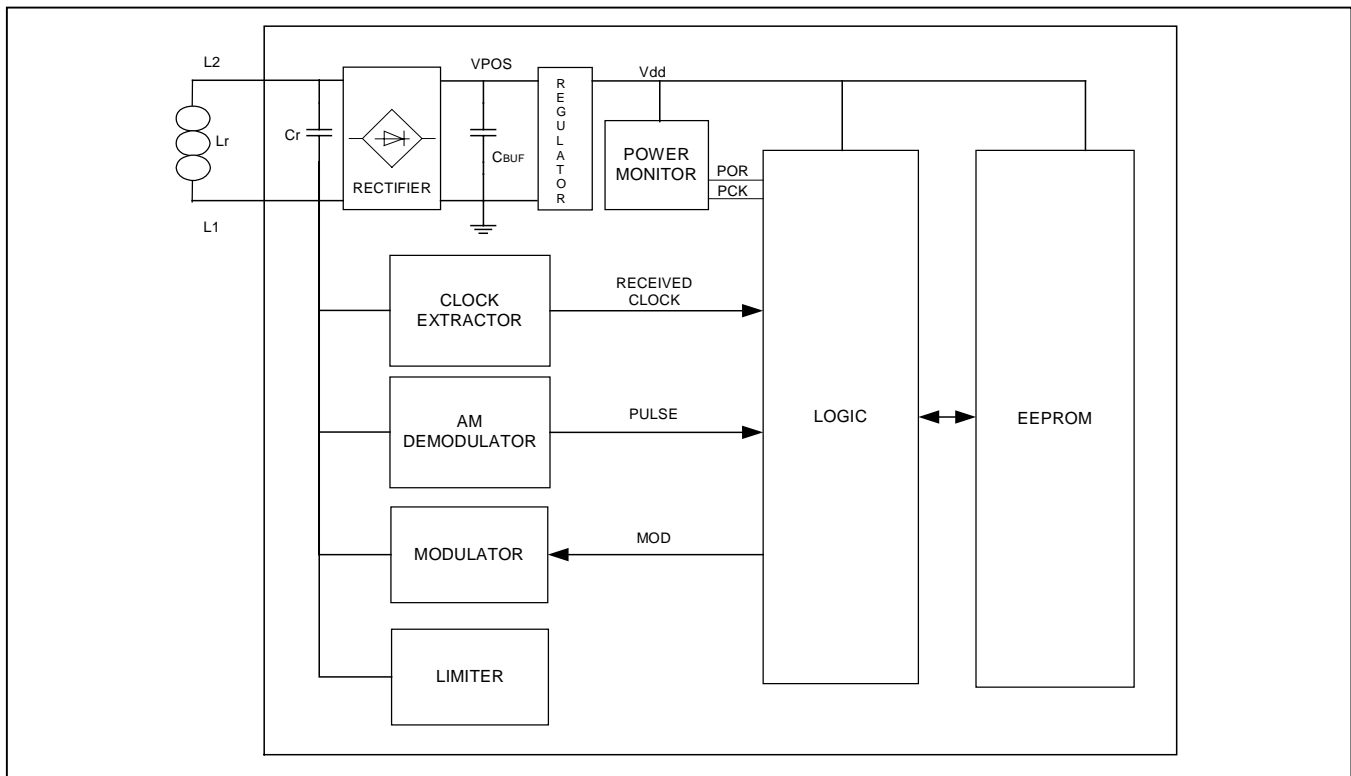 L2
VPOS
Vdd
REGULATOR
Lr
Cr
CBUF
RECTIFIER
POWER
MONITOR
POR
PCK
L1
CLOCK
EXTRACTOR
RECEIVED
CLOCK
AM
DEMODULATOR
PULSE
LOGIC
EEPROM
MODULATOR
MOD
LIMITER